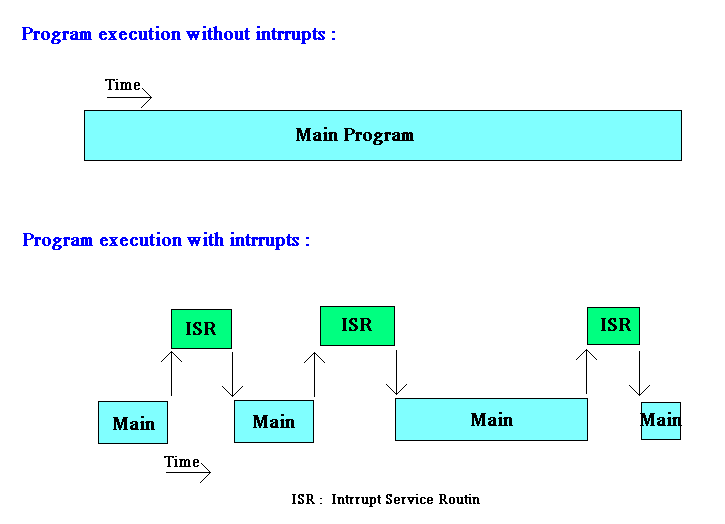 Program execution without intrrupts :
Time
Main Program
Program execution with intrrupts :
ISR
ISR
ISR
Main
Main
Main
Main
Time
ISR : Intrrupt Service Routin